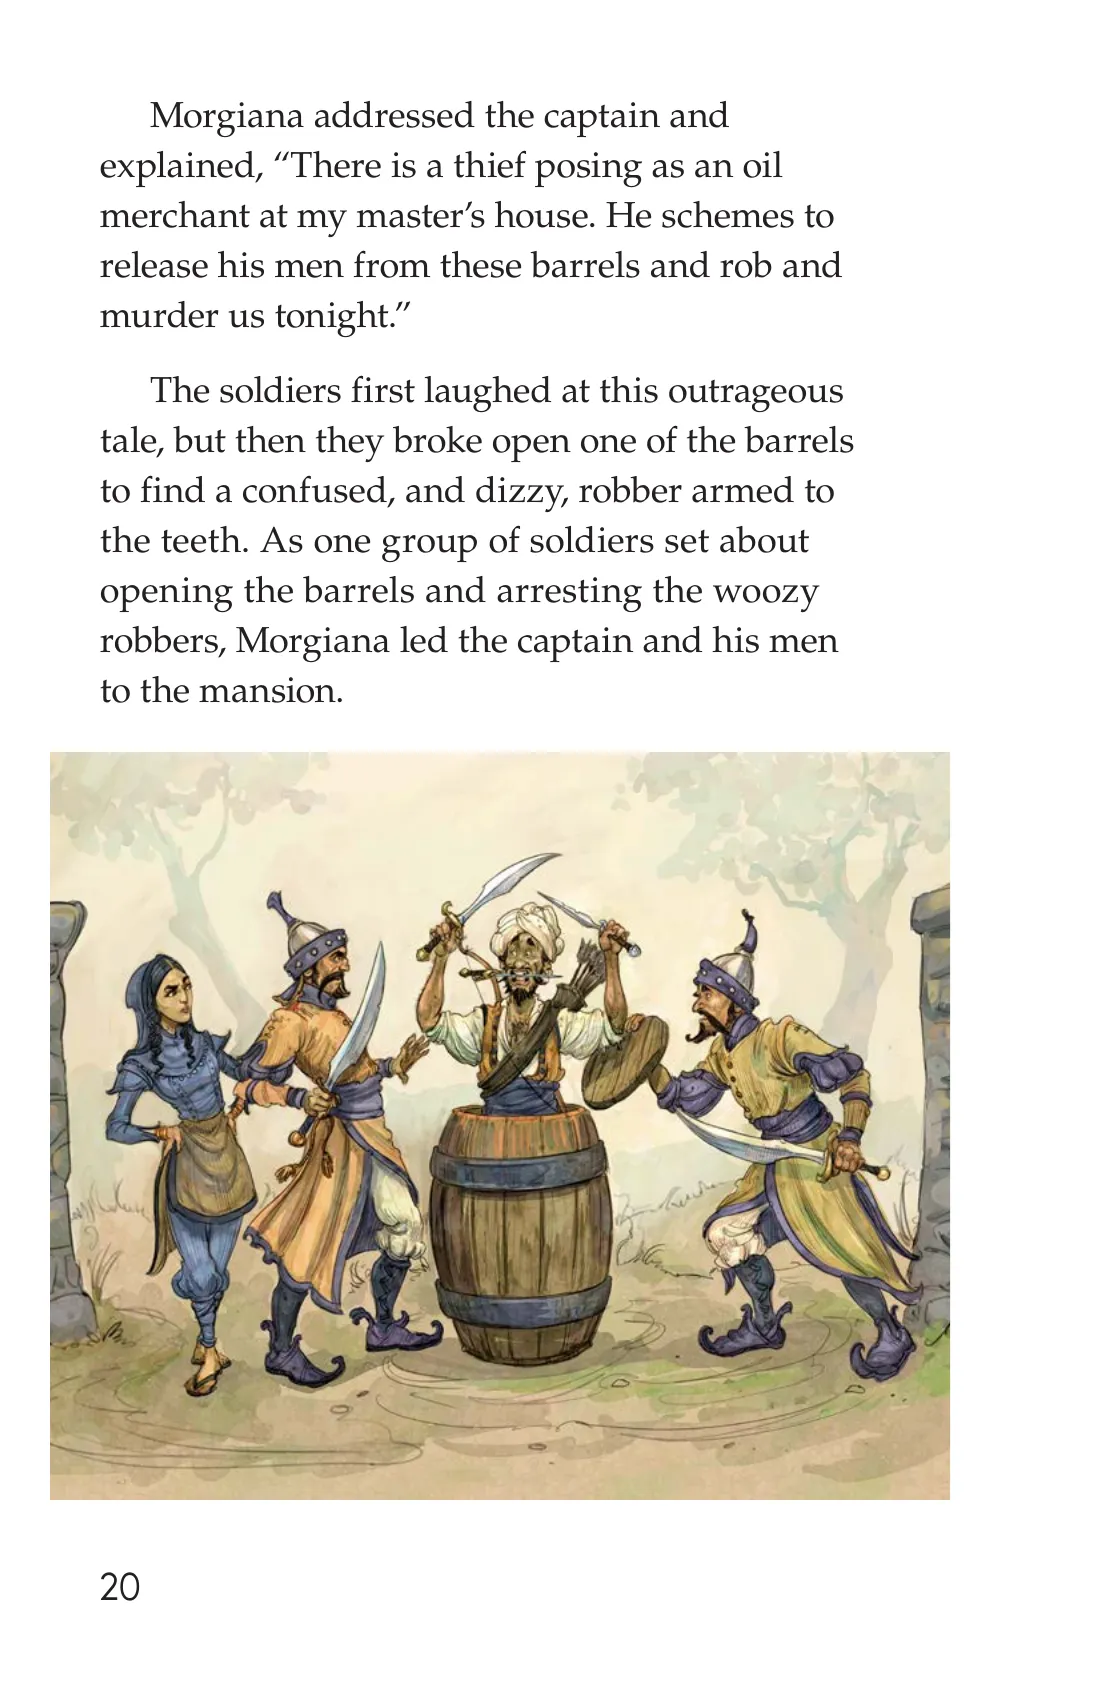 Morgiana addressed the captain and
explained, “There is a thief posing as an oil
merchant at my master’s house. He schemes to
release his men from these barrels and rob and
murder us tonight.”
The soldiers first laughed at this outrageous
tale, but then they broke open one of the barrels
to find a confused, and dizzy, robber armed to
the teeth. As one group of soldiers set about
opening the barrels and arresting the woozy
robbers, Morgiana led the captain and his men
to the mansion.
20